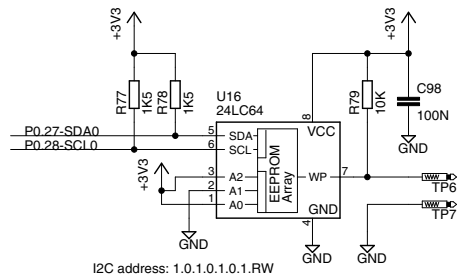 +3V3
+3V3
R77
1K5
R78
1K5
U16
24LC64
R79
10K
C98
100N
GND
P0.27-SDA0
P0.28-SCL0
5
6
SDA
SCL
8
VCC
+3V3
3
2
1
A2
A1
A0
EEPROM
Array
WP
7
TP6
GND
4
TP7
GND
GND
GND
I2C address: 1.0.1.0.1.0.1.RW